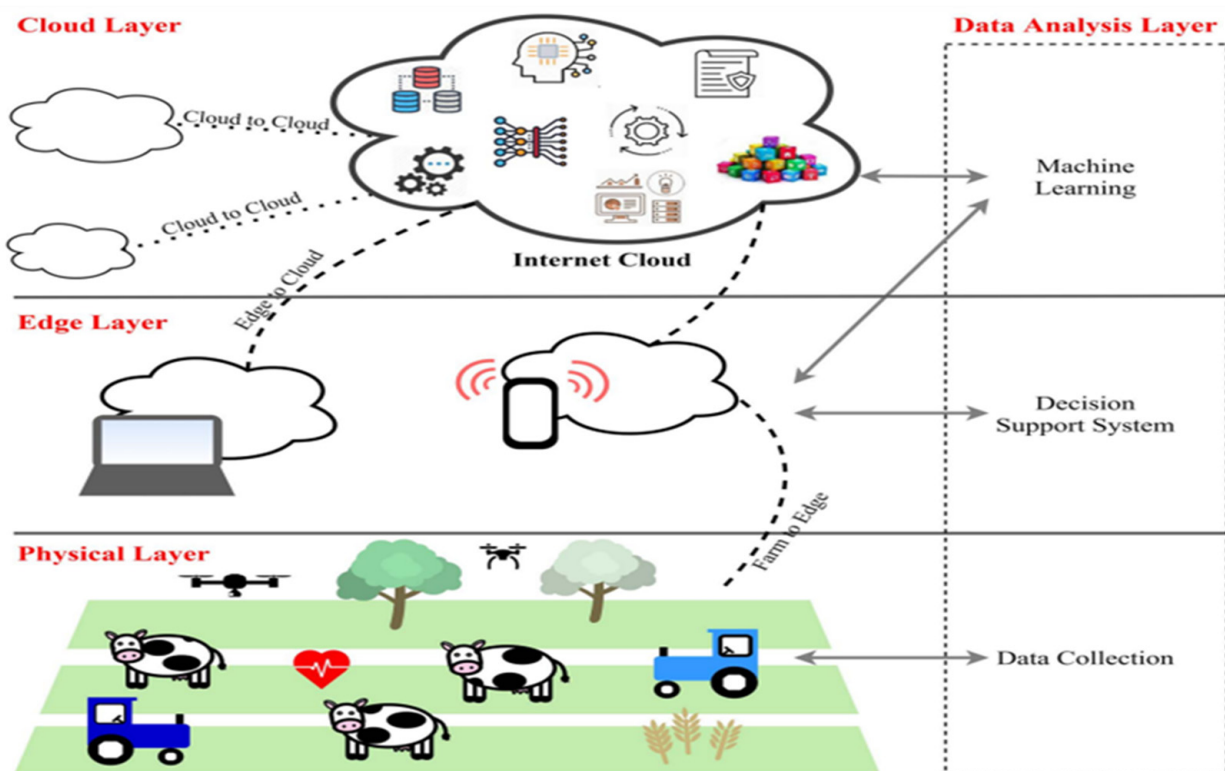 Cloud Layer
Data Analysis Layer
Cloud to Cloud
Cloud to Cloud
Machine
Learning
Internet Cloud
Edge to Cloud
Edge Layer
Decision
Support System
Farm to Edge
Physical Layer
Data Collection